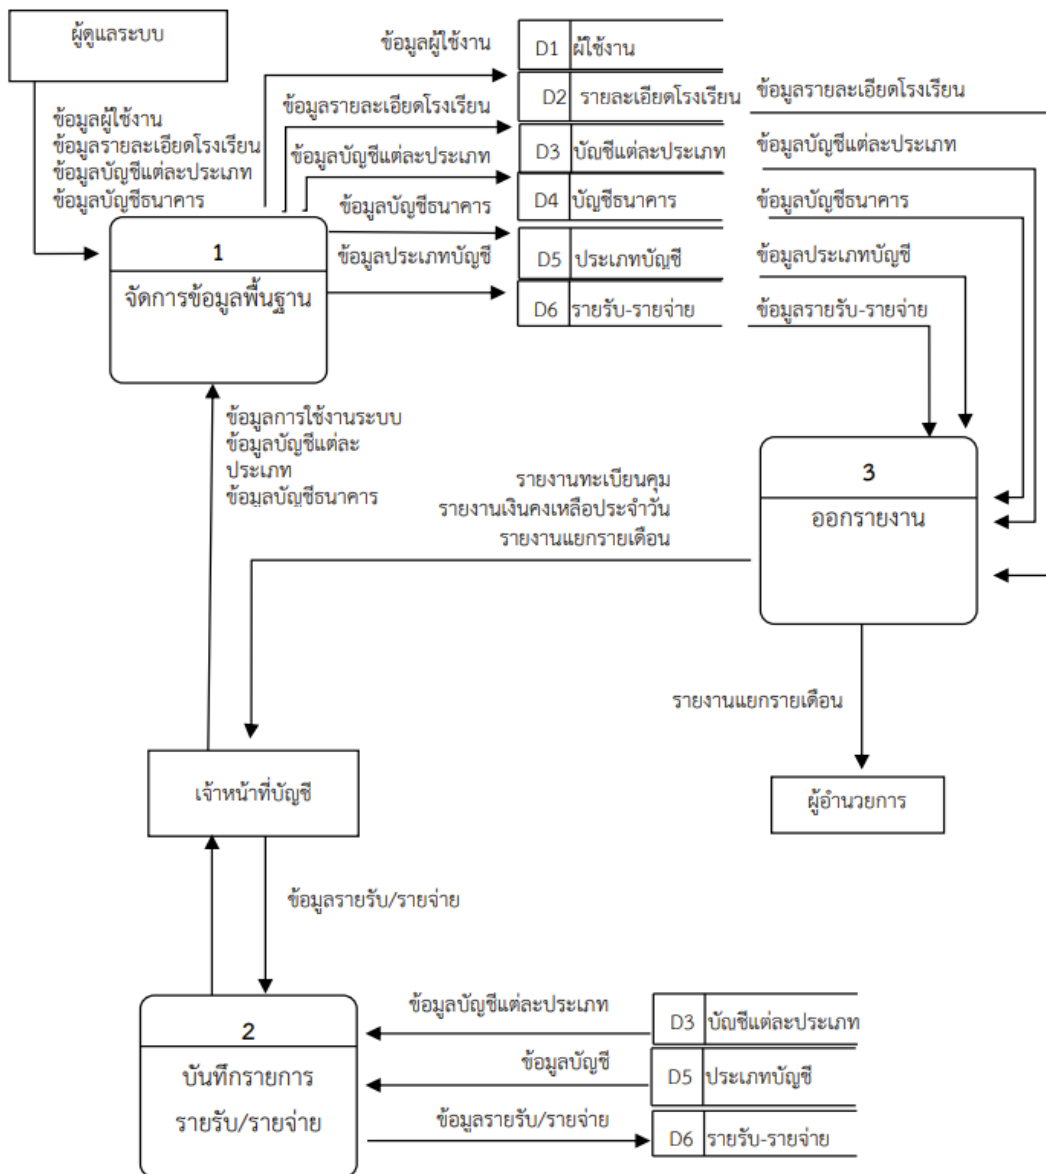 ผู้ดูแลระบบ
ข้อมูลผู้ใช้งาน
ข้อมูลรายละเอียดโรงเรียน
ข้อมูลบัญชีแต่ละประเภท
ข้อมูลบัญชีธนาคาร
ข้อมูลผู้ใช้งาน
ข้อมูลรายละเอียดโรงเรียน
ข้อมูลบัญชีแต่ละประเภท
ข้อมูลบัญชีธนาคาร
ข้อมูลประเภทบัญชี
D1 ผู้ใช้งาน
D2 รายละเอียดโรงเรียน
D3 บัญชีแต่ละประเภท
D4 บัญชีธนาคาร
D5 ประเภทบัญชี
D6 รายรับ-รายจ่าย
ข้อมูลรายละเอียดโรงเรียน
ข้อมูลบัญชีแต่ละประเภท
ข้อมูลบัญชีธนาคาร
ข้อมูลประเภทบัญชี
ข้อมูลรายรับ-รายจ่าย
1
จัดการข้อมูลพื้นฐาน
ข้อมูลการใช้งานระบบ
ข้อมูลบัญชีแต่ละ
ประเภท
ข้อมูลบัญชีธนาคาร
รายงานทะเบียนคุม
รายงานเงินคงเหลือประจำวัน
รายงานแยกรายเดือน
3
ออกรายงาน
รายงานแยกรายเดือน
ผู้อำนวยการ
เจ้าหน้าที่บัญชี
ข้อมูลรายรับ/รายจ่าย
2
บันทึกรายการ
รายรับ/รายจ่าย
ข้อมูลบัญชีแต่ละประเภท
ข้อมูลบัญชี
ข้อมูลรายรับ/รายจ่าย
D3 บัญชีแต่ละประเภท
D5 ประเภทบัญชี
D6 รายรับ-รายจ่าย